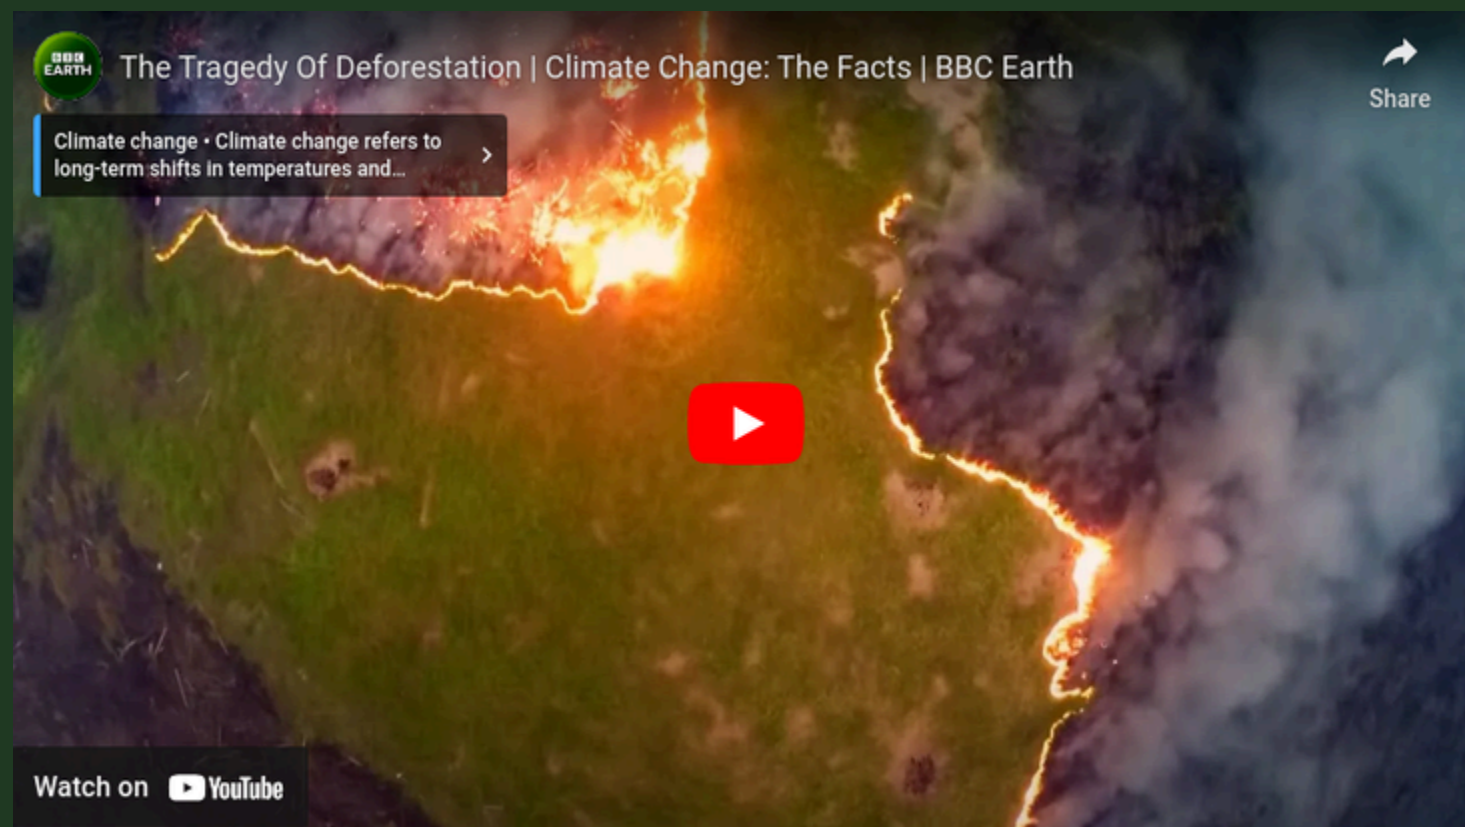 BBC
EARTH
The Tragedy Of Deforestation | Climate Change: The Facts | BBC Earth
Share
Climate change • Climate change refers to
long-term shifts in temperatures and...
Watch on YouTube